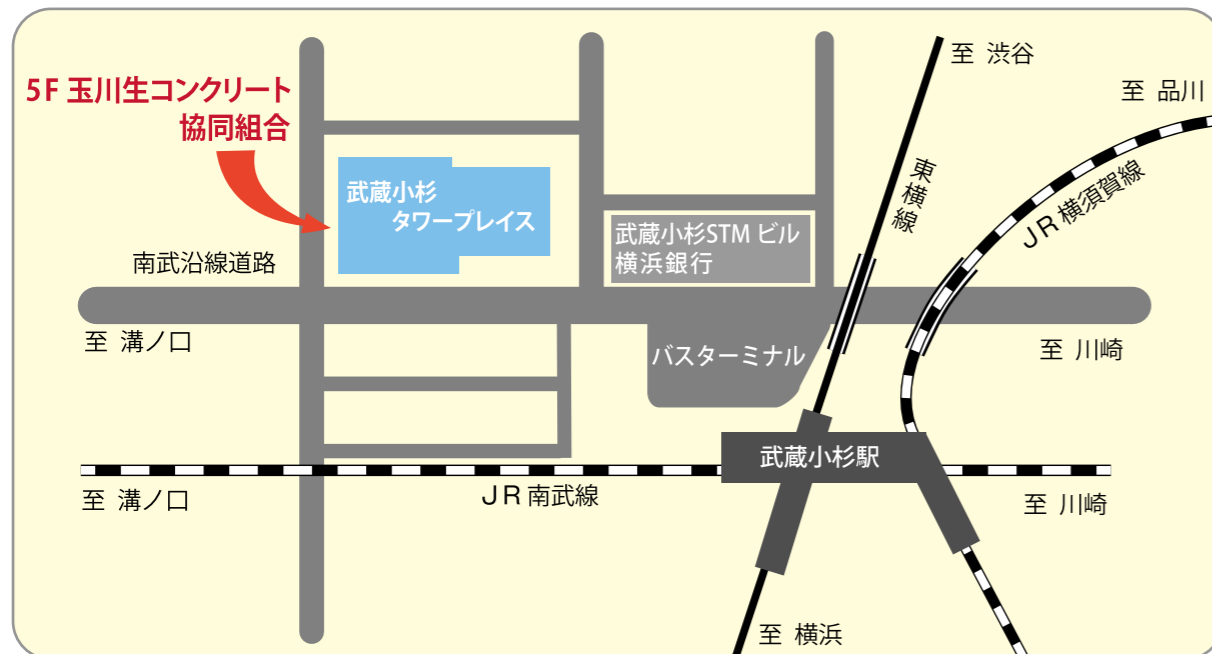 至 渋谷
5F 玉川生コンクリート
協同組合
至 品川
東横線
JR横須賀線
武蔵小杉
タワープレイス
武蔵小杉STMビル
横浜銀行
南武沿線道路
至 溝ノ口
バスターミナル
至 川崎
武蔵小杉駅
至 溝ノ口
JR南武線
至 川崎
至 横浜